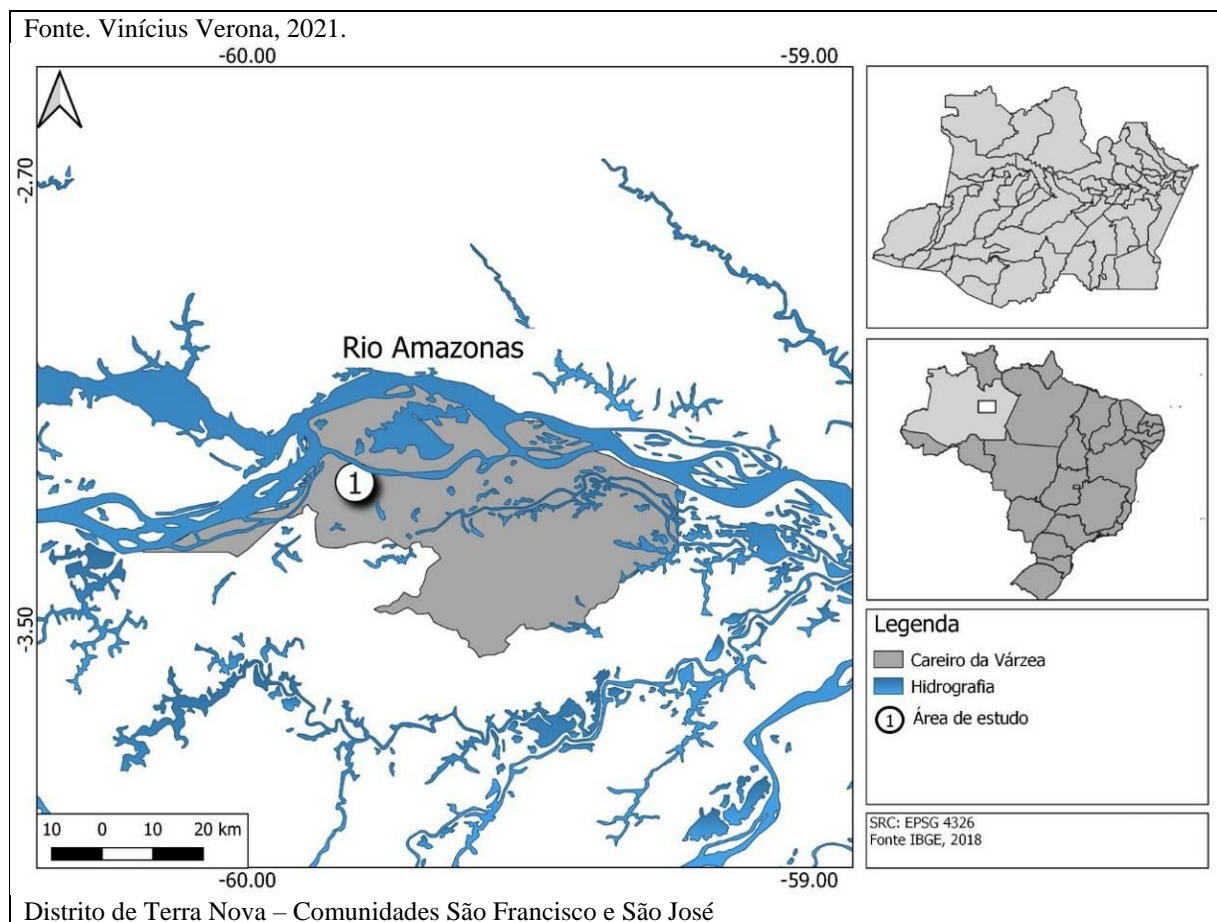 Fonte. Vinícius Verona, 2021.
-60.00
-59.00
-2.70
Rio Amazonas
1
-3.50
10 0 10 20 km
-60.00
-59.00
Legenda
Careiro da Várzea
Hidrografia
1 Área de estudo
SRC: EPSG 4326
Fonte IBGE, 2018
Distrito de Terra Nova – Comunidades São Francisco e São José